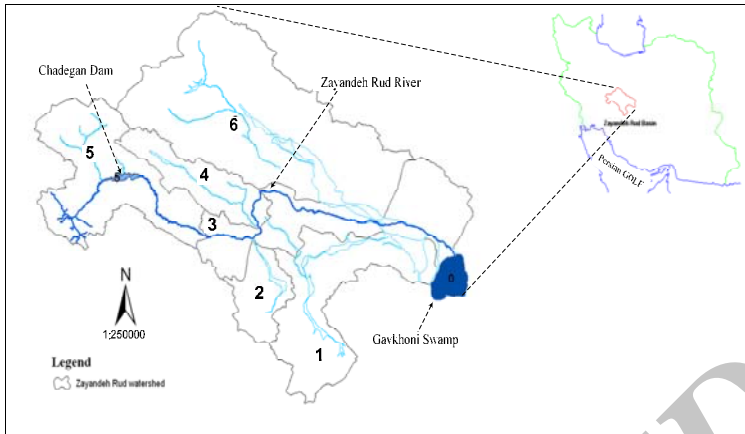 Chadegan Dam
Zayandeh Rud River
6
5
4
3
2
1
Zayandeh Rud Basin
Persian GOLF
N
1:250000
Gavkhoni Swamp
Legend
Zayandeh Rud watershed